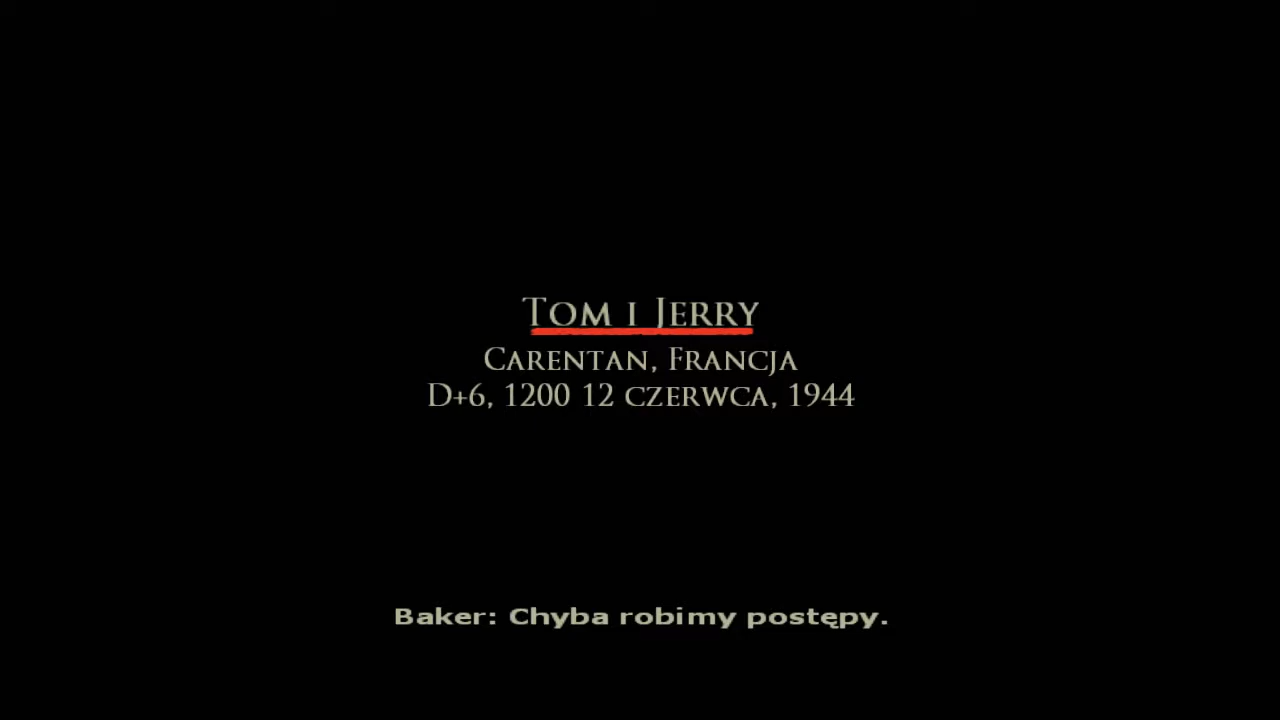 Tom i Jerry
Carentan, Francja
D+6, 1200 12 czerwca, 1944
Baker: Chyba robimy postępy.